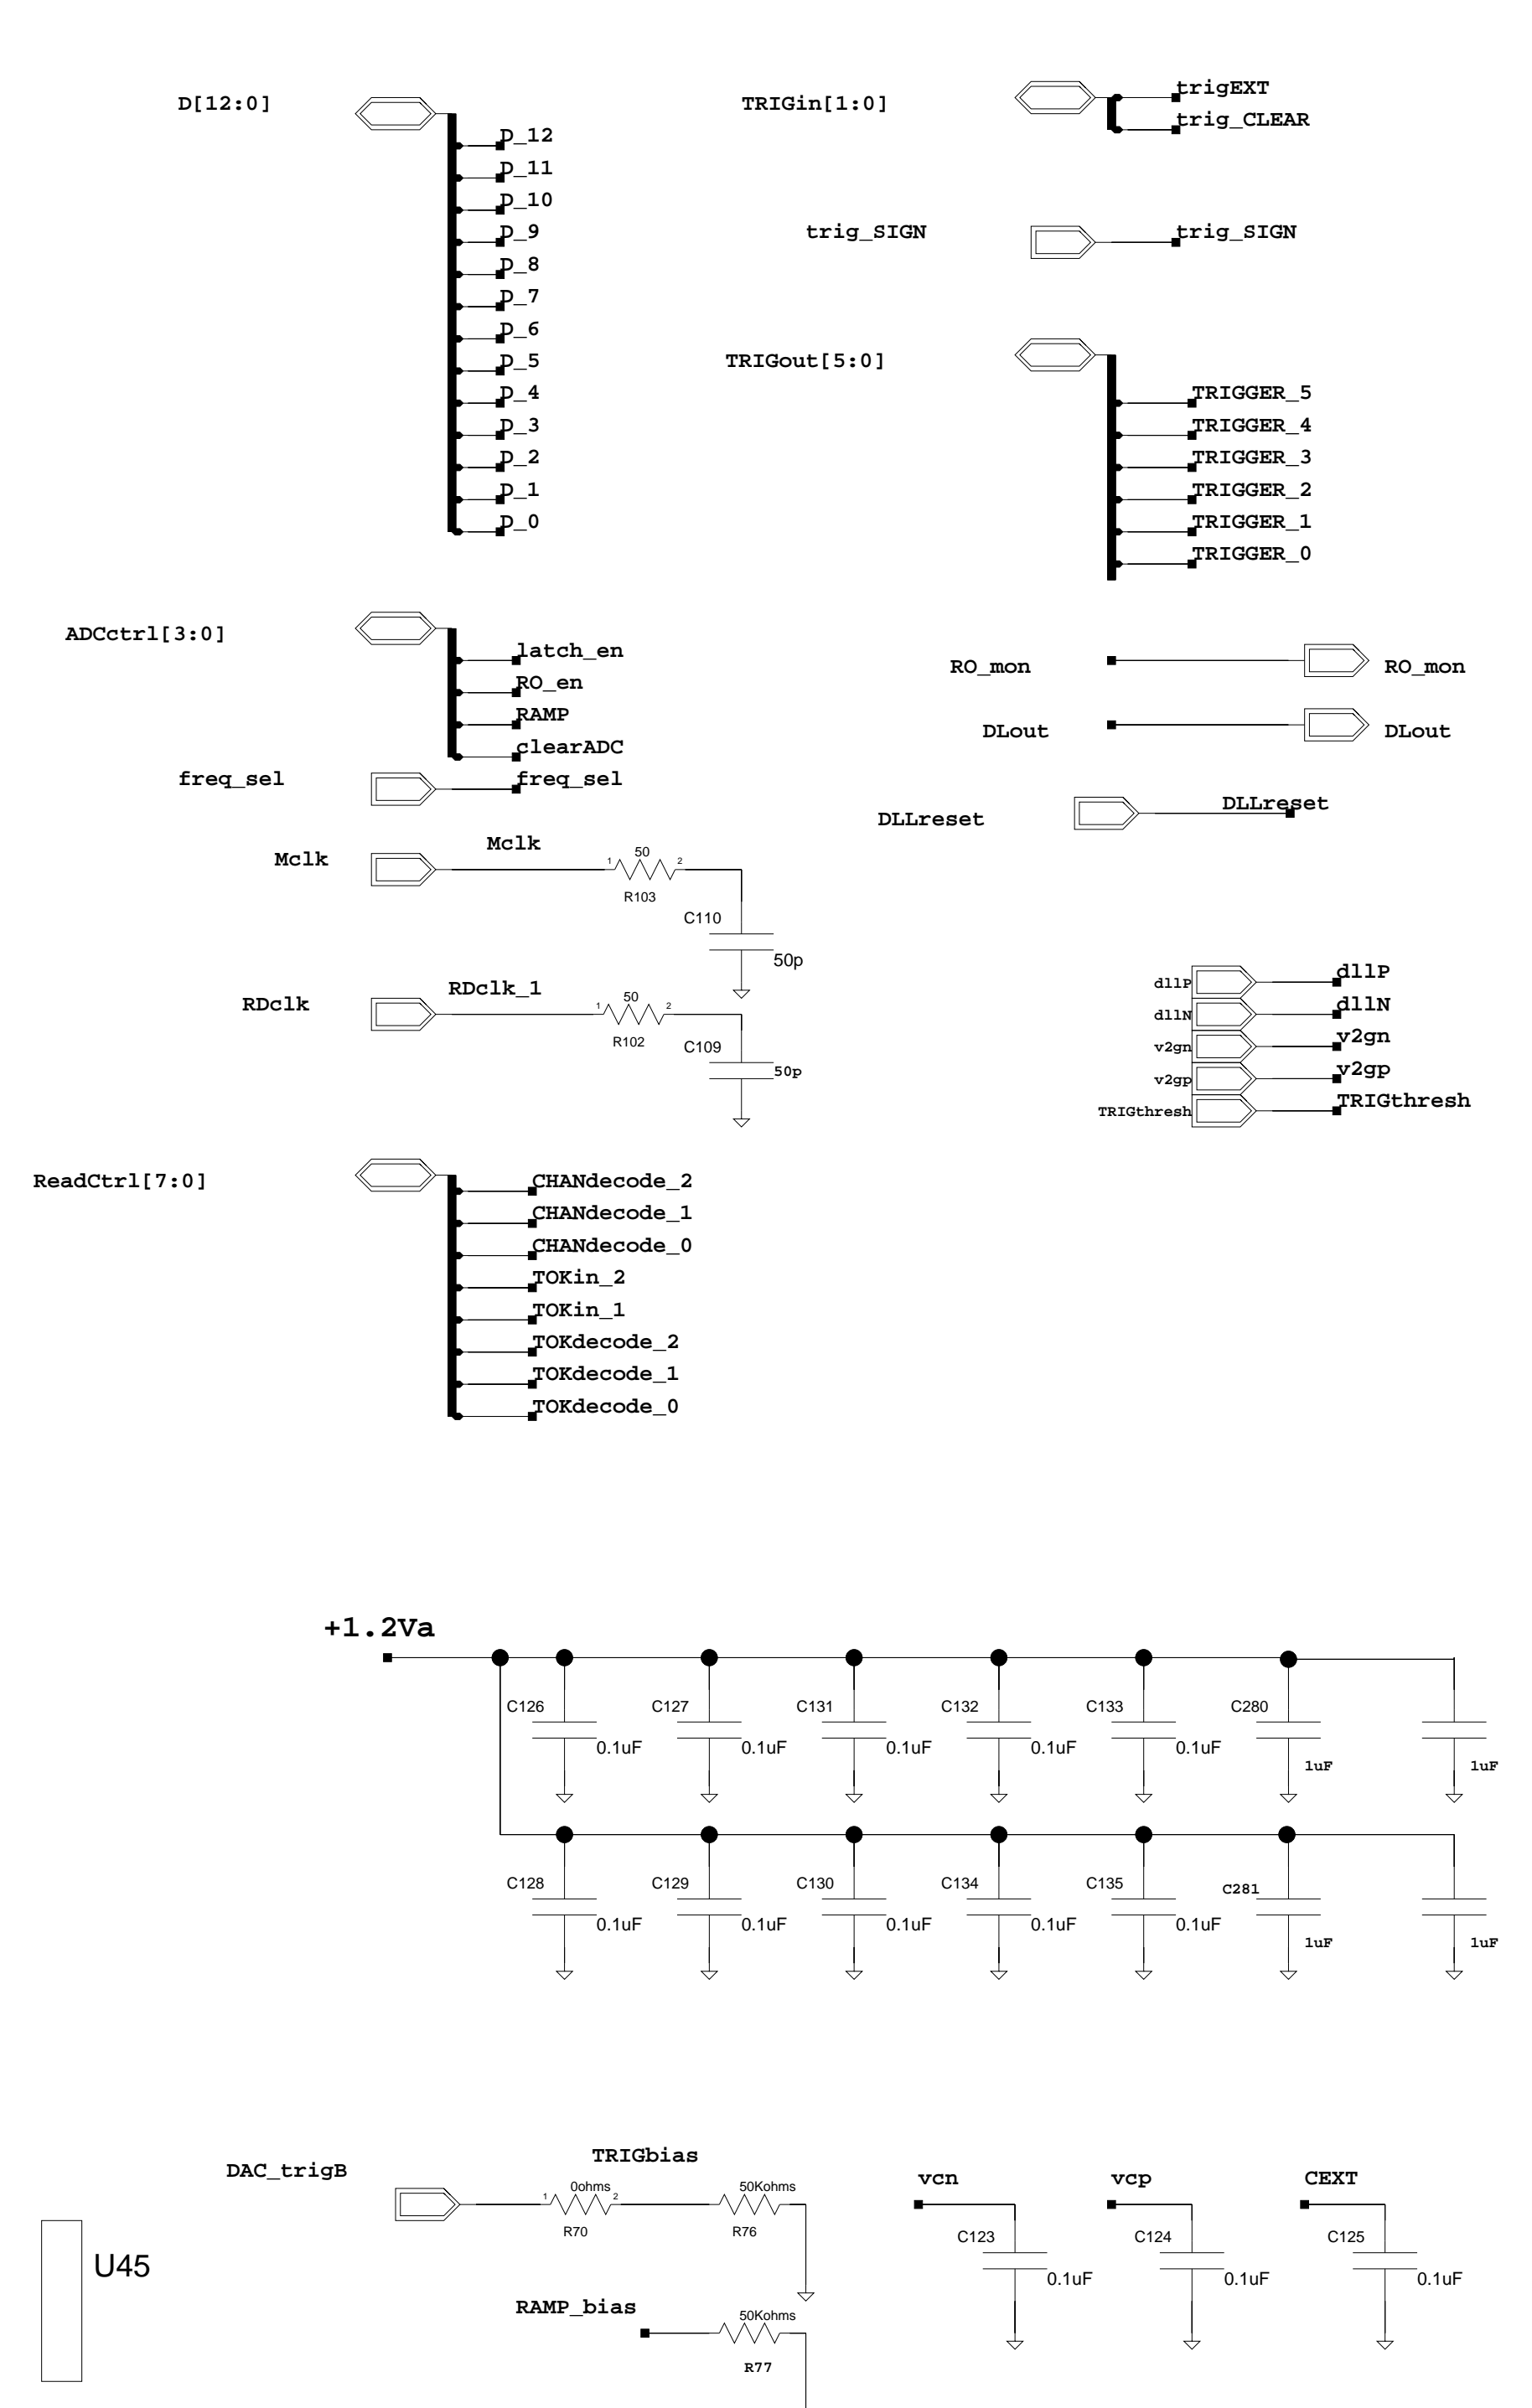 D[12:0]
D_12
D_11
D_10
D_9
D_8
D_7
D_6
D_5
D_4
D_3
D_2
D_1
D_0
TRIGin[1:0]
trigEXT
trig_CLEAR
trig_SIGN
trig_SIGN
TRIGout[5:0]
TRIGGER_5
TRIGGER_4
TRIGGER_3
TRIGGER_2
TRIGGER_1
TRIGGER_0
ADCctrl[3:0]
latch_en
RO_en
RAMP
clearADC
freq_sel
freq_sel
RO_mon
RO_mon
DLout
DLout
DLLreset
DLLreset
Mclk
Mclk
1
50
2
R103
C110
50p
RDclk
RDclk_1
1
50
2
R102
C109
50p
dllP
dllP
dllN
dllN
v2gn
v2gn
v2gp
v2gp
TRIGthresh
TRIGthresh
ReadCtrl[7:0]
CHANdecode_2
CHANdecode_1
CHANdecode_0
TOKin_2
TOKin_1
TOKdecode_2
TOKdecode_1
TOKdecode_0
+1.2Va
C126
0.1uF
C127
0.1uF
C131
0.1uF
C132
0.1uF
C133
0.1uF
C280
1uF
1uF
C128
0.1uF
C129
0.1uF
C130
0.1uF
C134
0.1uF
C135
0.1uF
C281
1uF
1uF
DAC_trigB
TRIGbias
1
0ohms
2
R70
50Kohms
R76
vcn
C123
0.1uF
vcp
C124
0.1uF
CEXT
C125
0.1uF
U45
RAMP_bias
50Kohms
R77